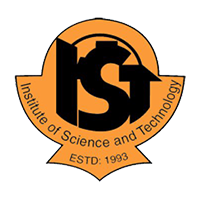 IST
Institute of Science and Technology
ESTD: 1993